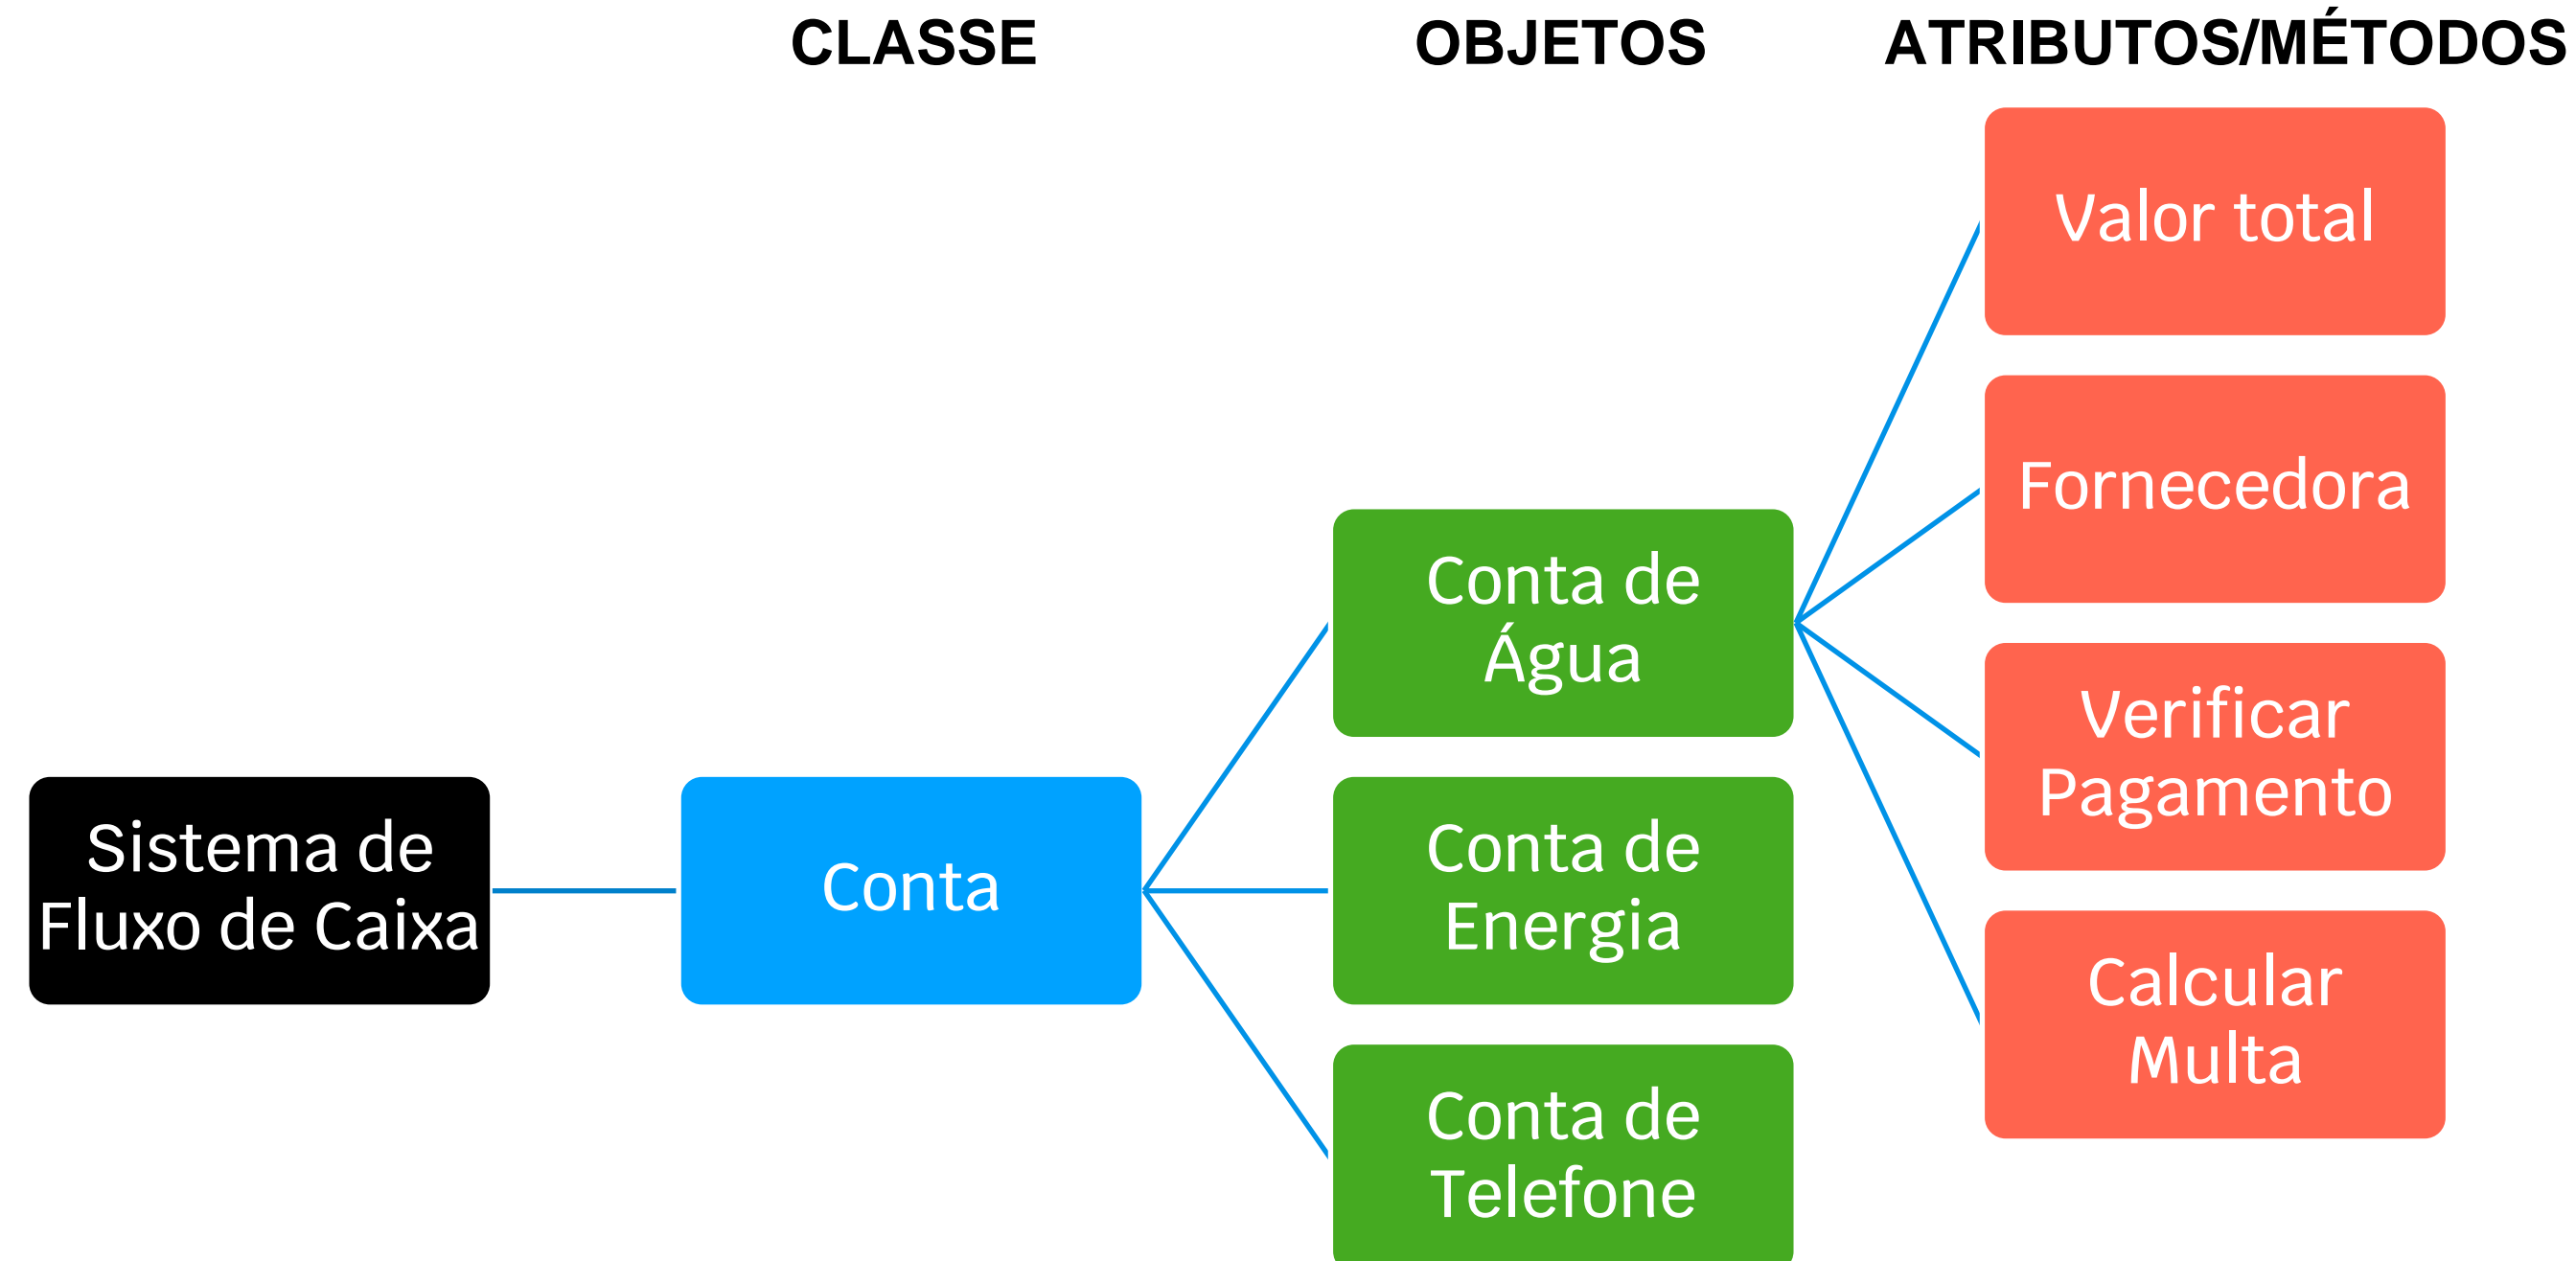 CLASSE
OBJETOS
ATRIBUTOS/MÉTODOS
Sistema de
Fluxo de Caixa
Conta
Conta de
Água
Conta de
Energia
Conta de
Telefone
Valor total
Fornecedora
Verificar
Pagamento
Calcular
Multa